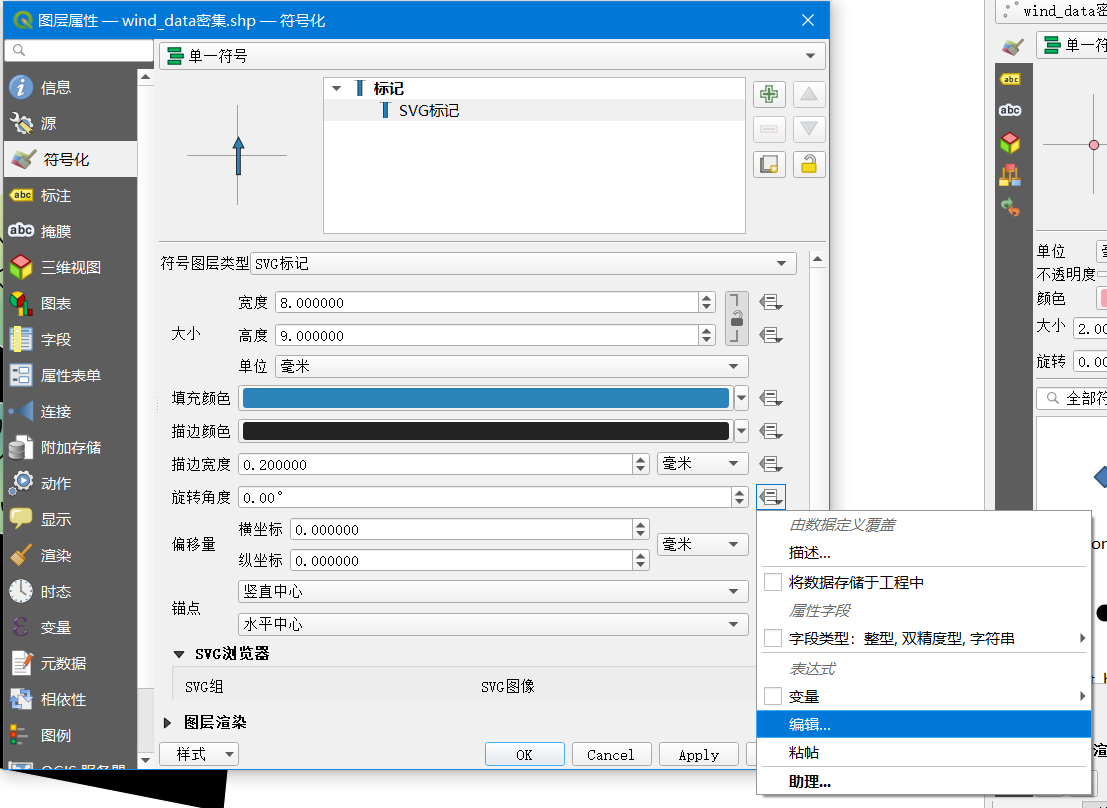 图层属性 — wind_data密集.shp — 符号化
wind_data密
单一符号
单一符
信息
源
符号化
abc 标注
abc 掩膜
三维视图
图表
字段
属性表单
连接
附加存储
动作
显示
渲染
时态
变量
元数据
相依性
图例
QGIS 服务器
标记
SVG标记
符号图层类型 SVG标记
大小
宽度 8.000000
高度 9.000000
单位 毫米
填充颜色
描边颜色
描边宽度 0.200000 毫米
旋转角度 0.00°
偏移量
横坐标 0.000000
毫米
纵坐标 0.000000
锚点
竖直中心
水平中心
SVG浏览器
SVG组 SVG图像
图层渲染
样式 OK Cancel Apply
由数据定义覆盖
描述...
将数据存储于工程中
属性字段
字段类型：整型, 双精度型, 字符串
表达式
变量
编辑...
粘帖
助理...
abc
abc
单位
不透明度
颜色
大小 2.00
旋转 0.00
全部符